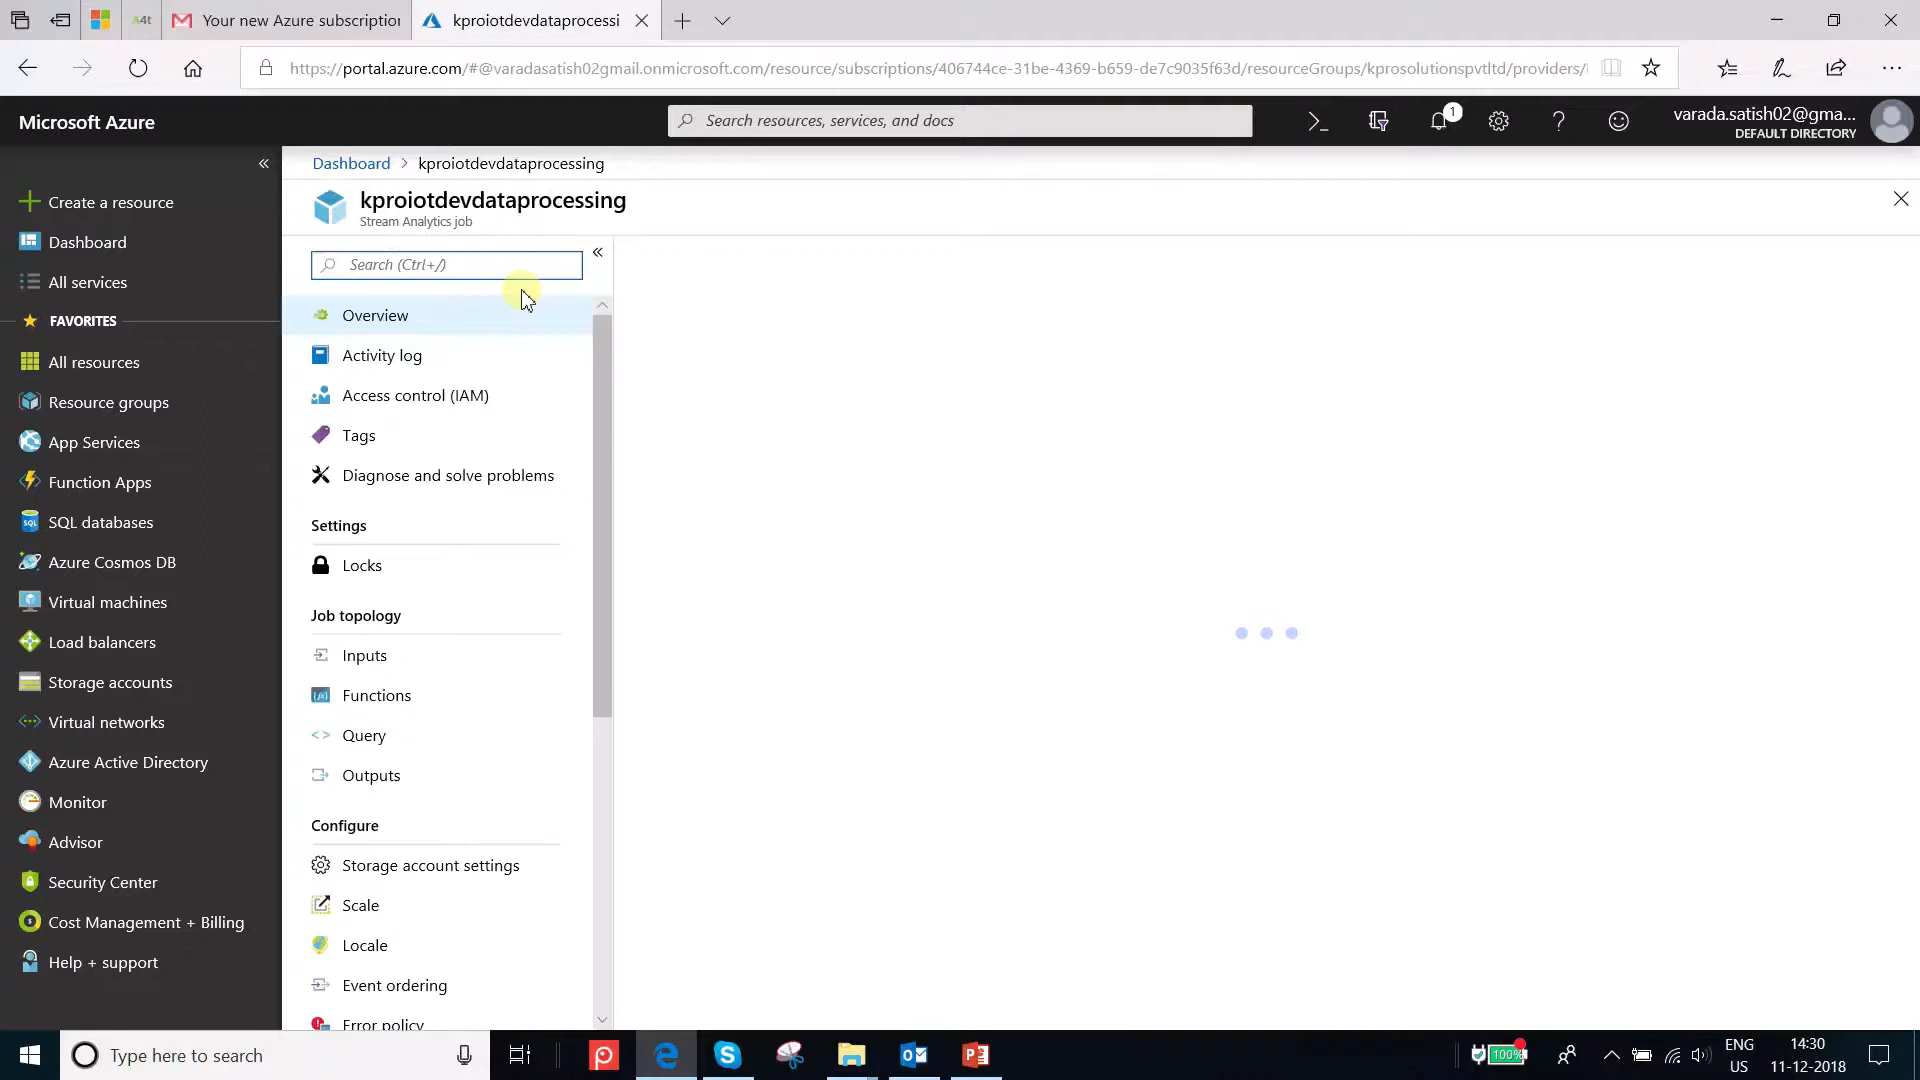 A4t
Your new Azure subscription
kproiotdevdataprocessi
https://portal.azure.com/#@varadasatish02gmail.onmicrosoft.com/resource/subscriptions/406744ce-31be-4369-b659-de7c9035f63d/resourceGroups/kprosolutionspvtltd/providers/
Microsoft Azure
Search resources, services, and docs
1
varada.satish02@gma...
DEFAULT DIRECTORY
Create a resource
Dashboard
All services
FAVORITES
All resources
Resource groups
App Services
Function Apps
SQL databases
Azure Cosmos DB
Virtual machines
Load balancers
Storage accounts
Virtual networks
Azure Active Directory
Monitor
Advisor
Security Center
Cost Management + Billing
Help + support
Dashboard > kproiotdevdataprocessing
kproiotdevdataprocessing
Stream Analytics job
Search (Ctrl+/)
Overview
Activity log
Access control (IAM)
Tags
Diagnose and solve problems
Settings
Locks
Job topology
Inputs
Functions
Query
Outputs
Configure
Storage account settings
Scale
Locale
Event ordering
Error policy
Type here to search
100%
ENG
US
14:30
11-12-2018